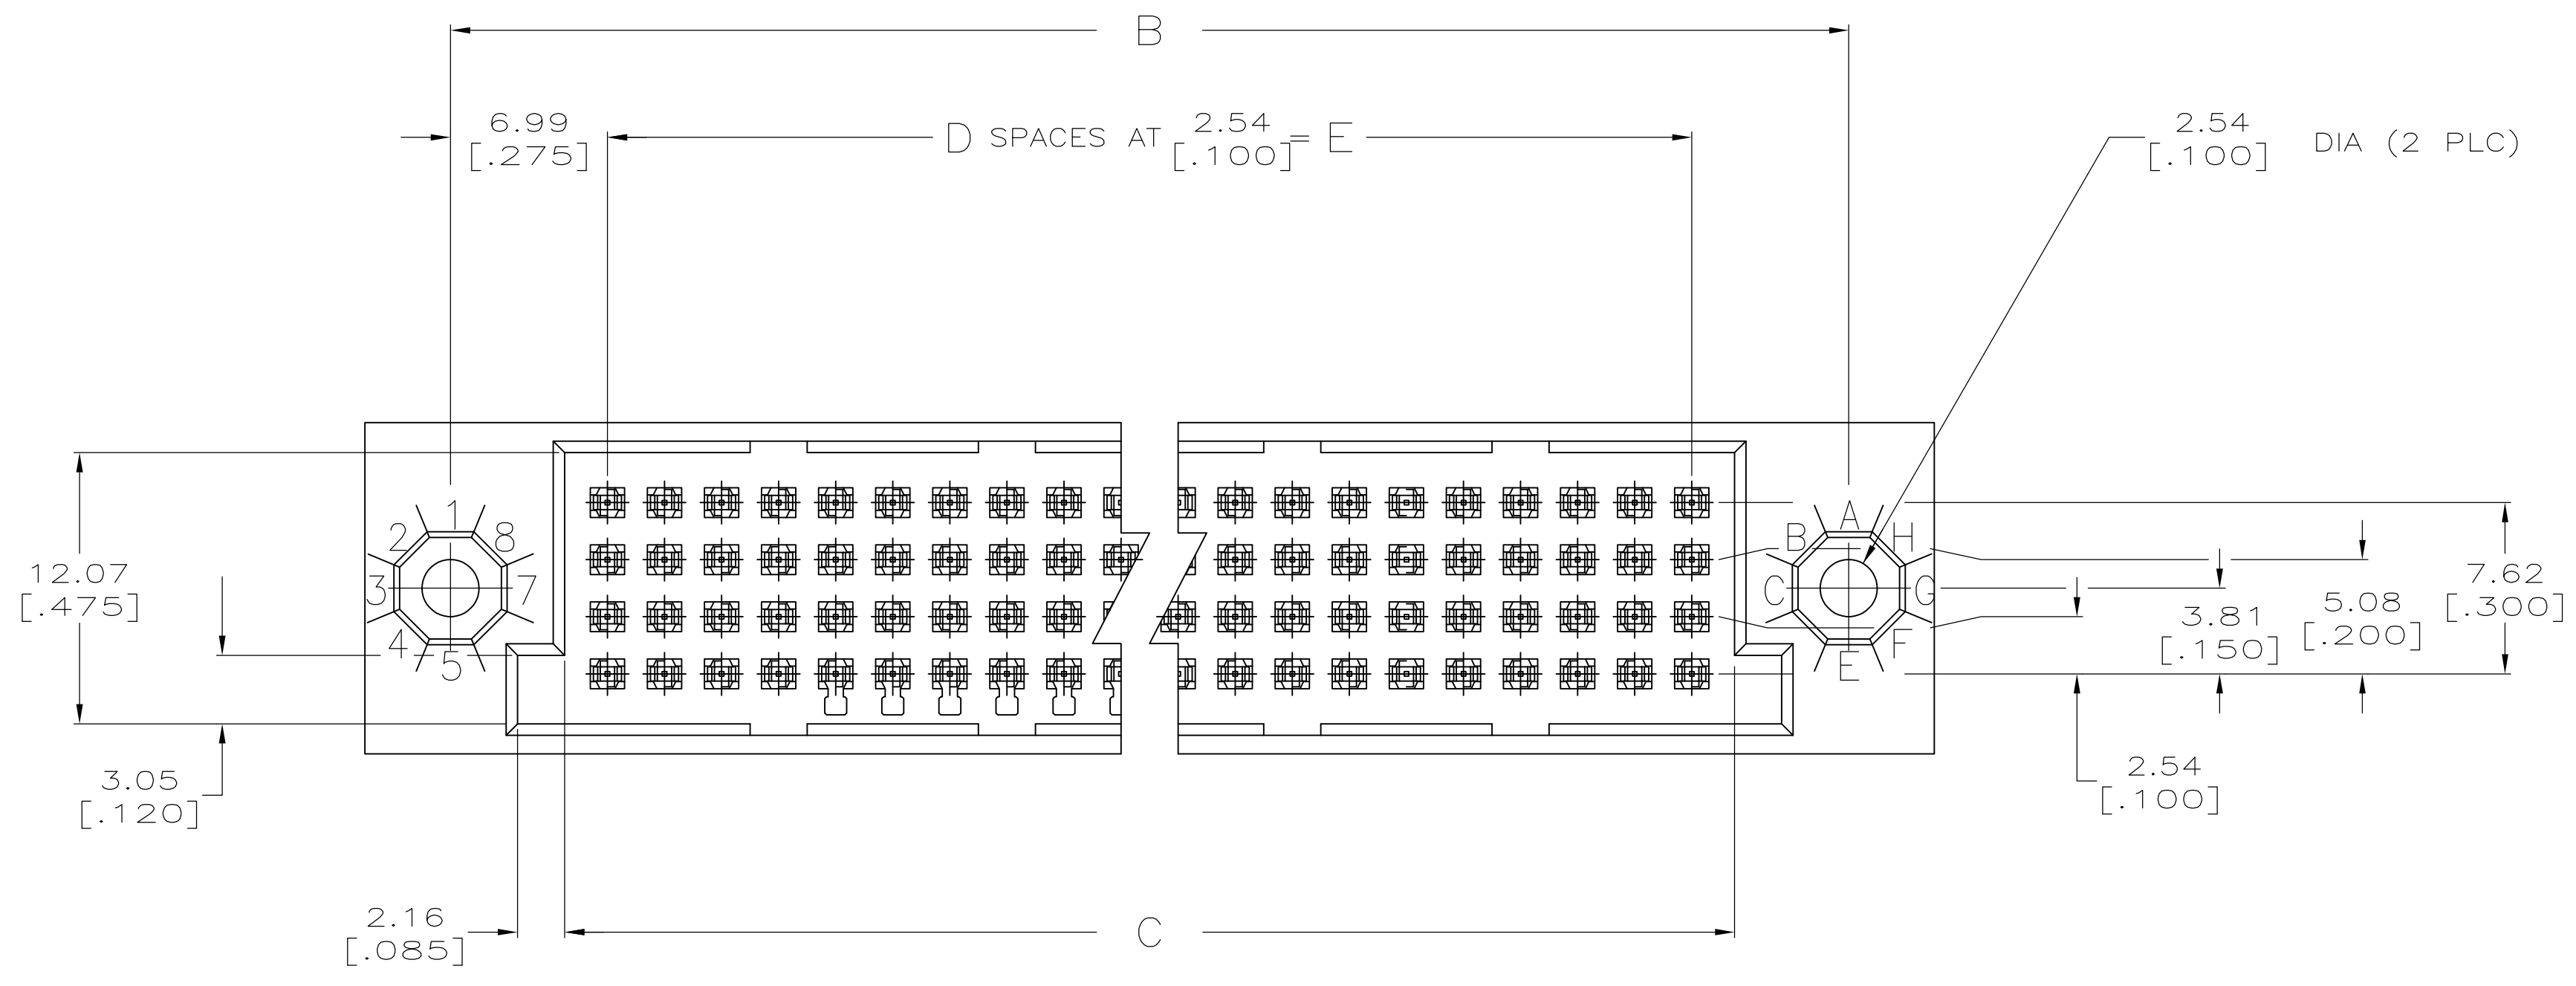 B
6.99
[.275]
D SPACES AT 2.54 = E
[.100]
2.54 DIA (2 PLC)
[.100]
1
2
8
3
7
4
5
A
B
H
C
F
E
12.07
[.475]
7.62
[.300]
5.08
[.200]
3.81
[.150]
3.05
[.120]
2.54
[.100]
2.16
[.085]
C